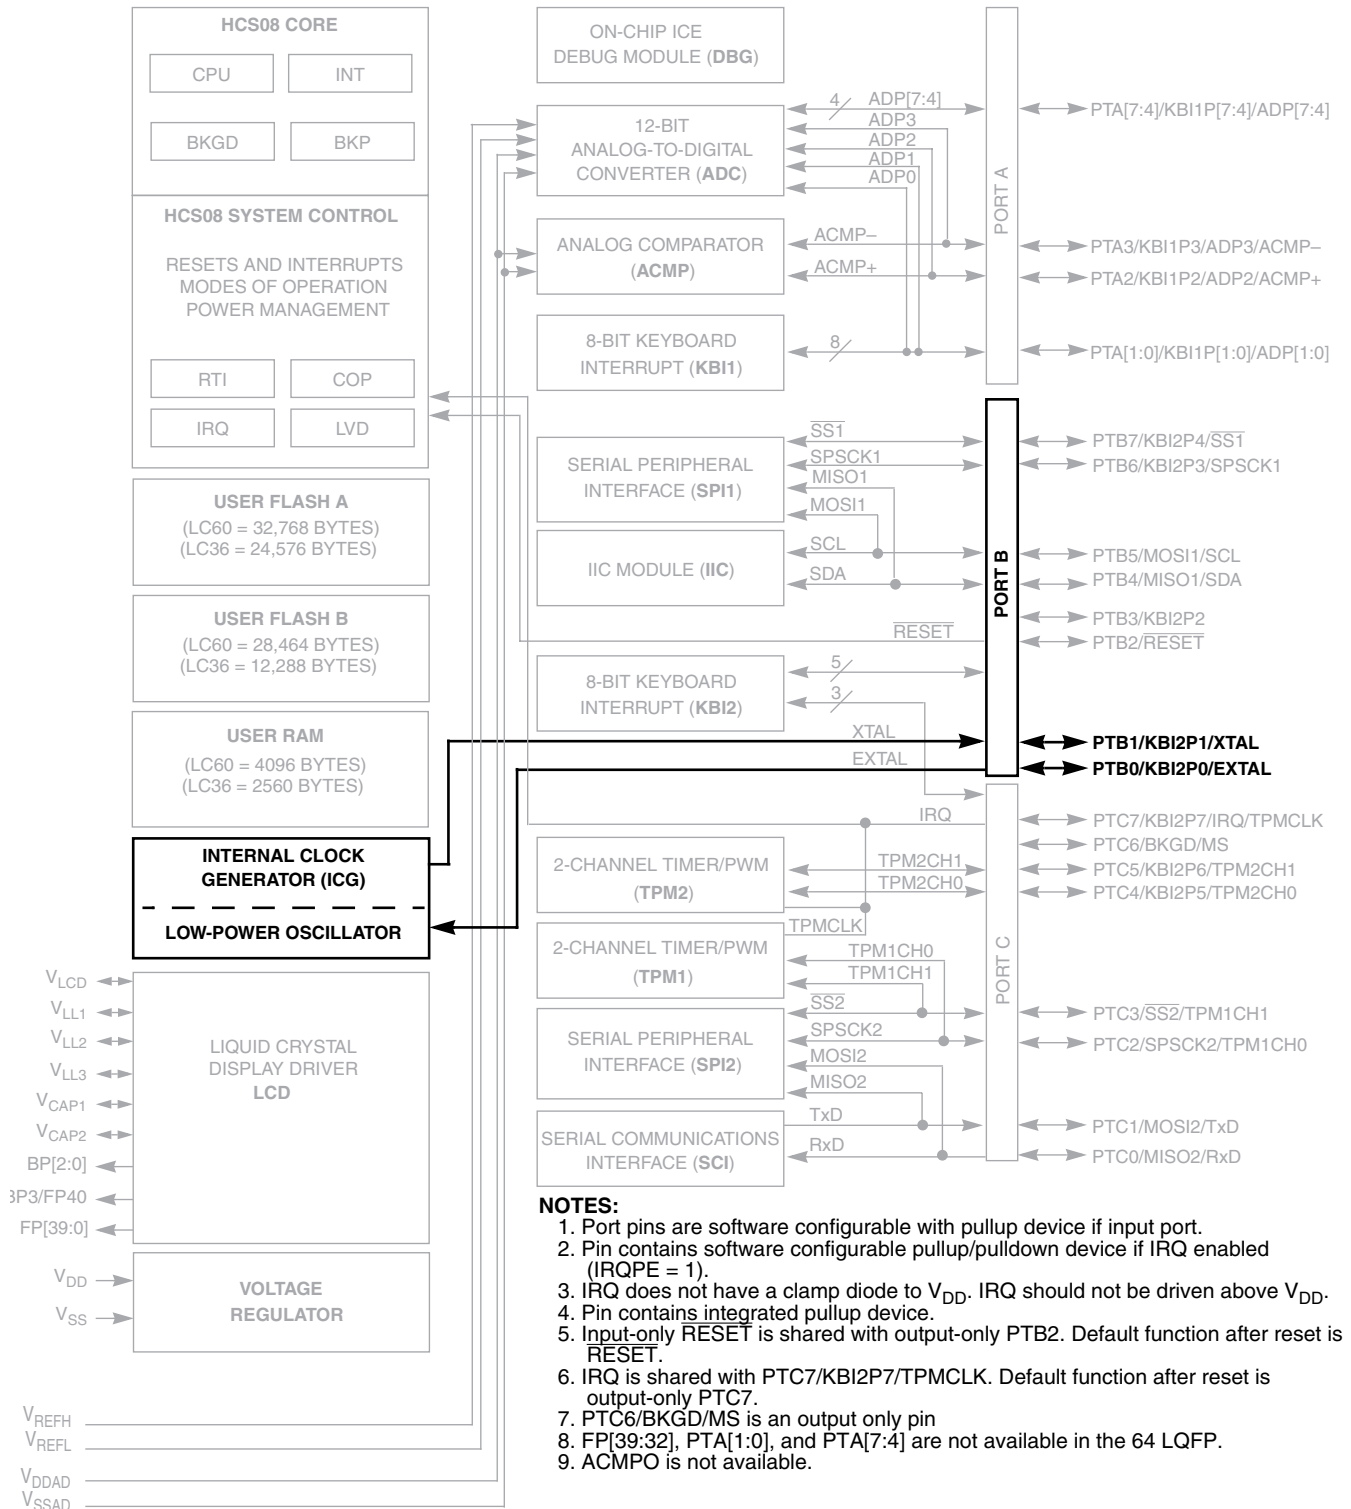 HCS08 CORE
CPU
INT
BKGD
BKP
HCS08 SYSTEM CONTROL
RESETS AND INTERRUPTS
MODES OF OPERATION
POWER MANAGEMENT
RTI
COP
IRQ
LVD
USER FLASH A
(LC60 = 32,768 BYTES)
(LC36 = 24,576 BYTES)
USER FLASH B
(LC60 = 28,464 BYTES)
(LC36 = 12,288 BYTES)
USER RAM
(LC60 = 4096 BYTES)
(LC36 = 2560 BYTES)
INTERNAL CLOCK
GENERATOR (ICG)
LOW-POWER OSCILLATOR
VLCD
VLL1
VLL2
VLL3
VCAP1
VCAP2
BP[2:0]
BP3/FP40
FP[39:0]
LIQUID CRYSTAL
DISPLAY DRIVER
LCD
VDD
VSS
VOLTAGE
REGULATOR
VREFH
VREFL
VDDAD
VSSAD
ON-CHIP ICE
DEBUG MODULE (DBG)
12-BIT
ANALOG-TO-DIGITAL
CONVERTER (ADC)
4
ADP[7:4]
ADP3
ADP2
ADP1
ADP0
ANALOG COMPARATOR
(ACMP)
ACMP–
ACMP+
8-BIT KEYBOARD
INTERRUPT (KBI1)
8
PORT A
PTA[7:4]/KBI1P[7:4]/ADP[7:4]
PTA3/KBI1P3/ADP3/ACMP–
PTA2/KBI1P2/ADP2/ACMP+
PTA[1:0]/KBI1P[1:0]/ADP[1:0]
SERIAL PERIPHERAL
INTERFACE (SPI1)
SS1
SPSCK1
MISO1
MOSI1
IIC MODULE (IIC)
SCL
SDA
RESET
8-BIT KEYBOARD
INTERRUPT (KBI2)
5
3
XTAL
EXTAL
PORT B
PTB7/KBI2P4/SS1
PTB6/KBI2P3/SPSCK1
PTB5/MOSI1/SCL
PTB4/MISO1/SDA
PTB3/KBI2P2
PTB2/RESET
PTB1/KBI2P1/XTAL
PTB0/KBI2P0/EXTAL
IRQ
2-CHANNEL TIMER/PWM
(TPM2)
TPM2CH1
TPM2CH0
TPMCLK
2-CHANNEL TIMER/PWM
(TPM1)
TPM1CH0
TPM1CH1
SERIAL PERIPHERAL
INTERFACE (SPI2)
SS2
SPSCK2
MOSI2
MISO2
SERIAL COMMUNICATIONS
INTERFACE (SCI)
TxD
RxD
PORT C
PTC7/KBI2P7/IRQ/TPMCLK
PTC6/BKGD/MS
PTC5/KBI2P6/TPM2CH1
PTC4/KBI2P5/TPM2CH0
PTC3/SS2/TPM1CH1
PTC2/SPSCK2/TPM1CH0
PTC1/MOSI2/TxD
PTC0/MISO2/RxD
NOTES:
1. Port pins are software configurable with pullup device if input port.
2. Pin contains software configurable pullup/pulldown device if IRQ enabled
(IRQPE = 1).
3. IRQ does not have a clamp diode to VDD. IRQ should not be driven above VDD.
4. Pin contains integrated pullup device.
5. Input-only RESET is shared with output-only PTB2. Default function after reset is
RESET.
6. IRQ is shared with PTC7/KBI2P7/TPMCLK. Default function after reset is
output-only PTC7.
7. PTC6/BKGD/MS is an output only pin
8. FP[39:32], PTA[1:0], and PTA[7:4] are not available in the 64 LQFP.
9. ACMPO is not available.